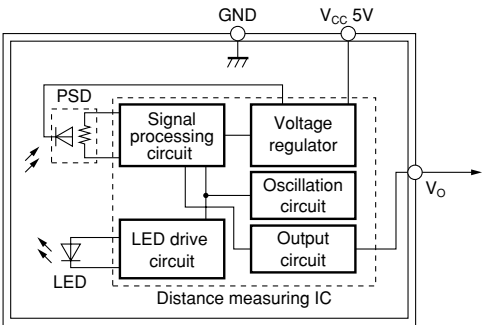 GND
VCC 5V
PSD
Signal
processing
circuit
Voltage
regulator
Oscillation
circuit
VO
LED drive
circuit
Output
circuit
LED
Distance measuring IC